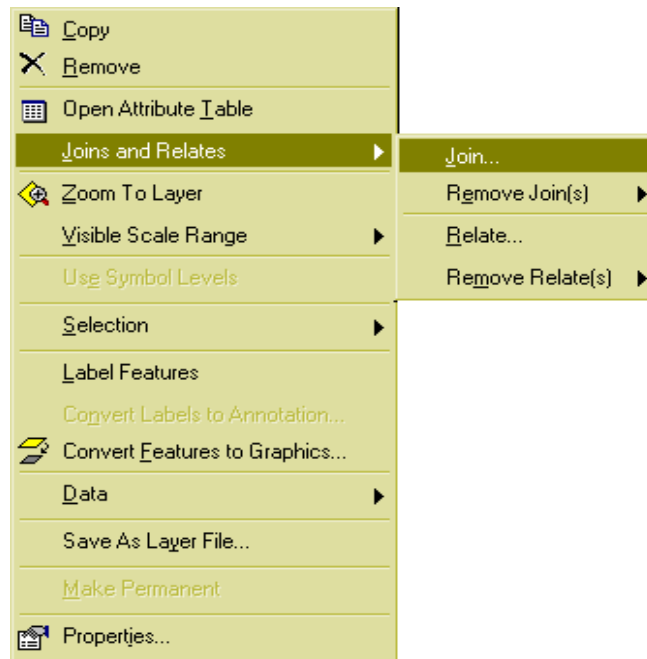 Copy
Remove
Open Attribute Table
Joins and Relates
Zoom To Layer
Visible Scale Range
Use Symbol Levels
Selection
Label Features
Convert Labels to Annotation...
Convert Features to Graphics...
Data
Save As Layer File...
Make Permanent
Properties...
Join...
Remove Join(s)
Relate...
Remove Relate(s)